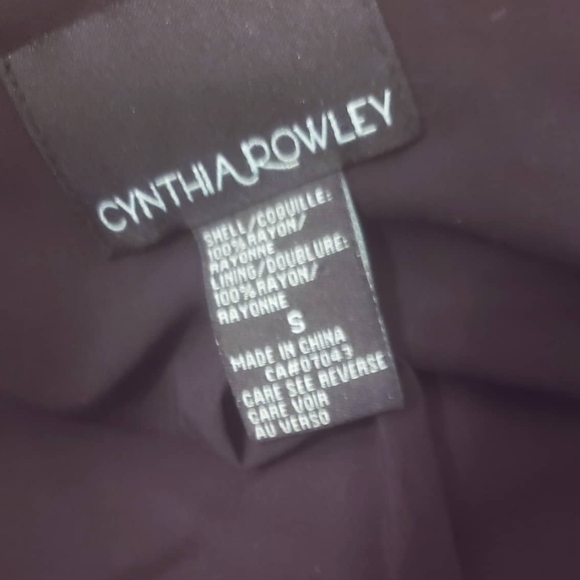 CYNTHIA ROWLEY
SHELL/COQUILLE:
100% RAYON/
RAYONNE
LINING/DOUBLURE:
100% RAYON/
RAYONNE
S
MADE IN CHINA
CA#07043
CARE SEE REVERSE
CARE VOIR
AU VERSO